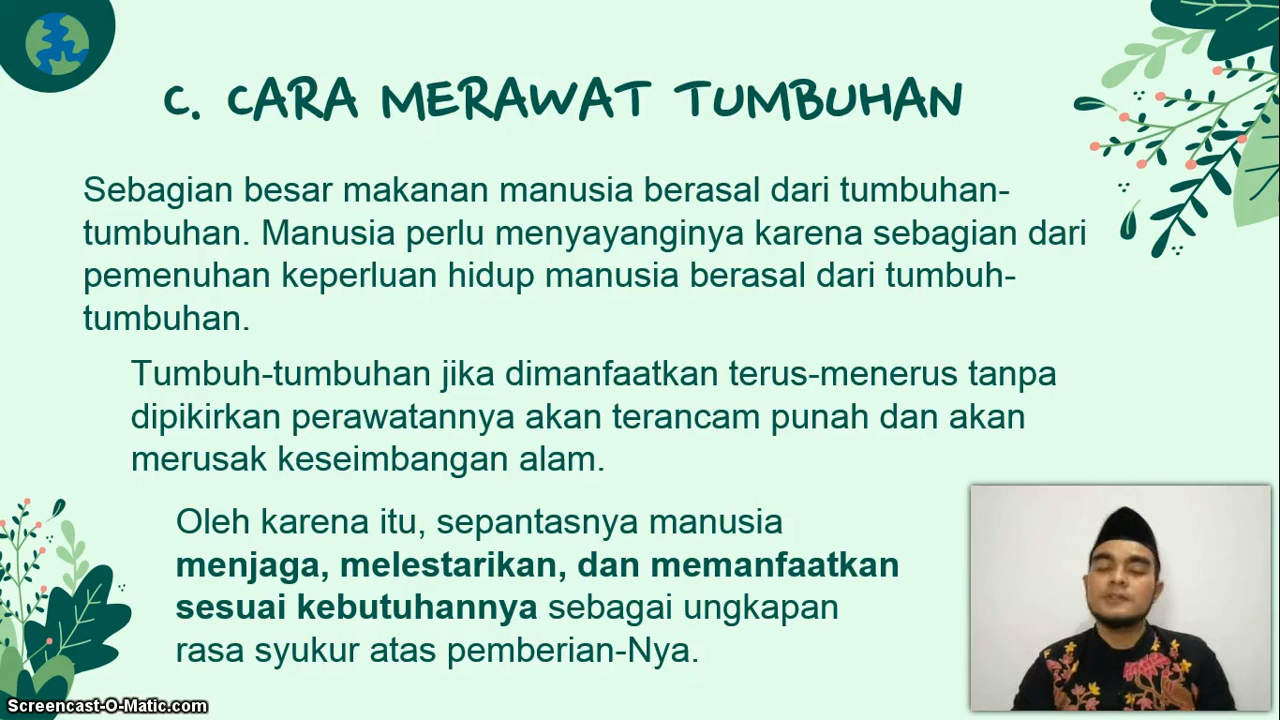 C. CARA MERAWAT TUMBUHAN
Sebagian besar makanan manusia berasal dari tumbuhan-
tumbuhan. Manusia perlu menyayanginya karena sebagian dari
pemenuhan keperluan hidup manusia berasal dari tumbuh-
tumbuhan.
Tumbuh-tumbuhan jika dimanfaatkan terus-menerus tanpa
dipikirkan perawatannya akan terancam punah dan akan
merusak keseimbangan alam.
Oleh karena itu, sepantasnya manusia
menjaga, melestarikan, dan memanfaatkan
sesuai kebutuhannya sebagai ungkapan
rasa syukur atas pemberian-Nya.
Screencast-O-Matic.com